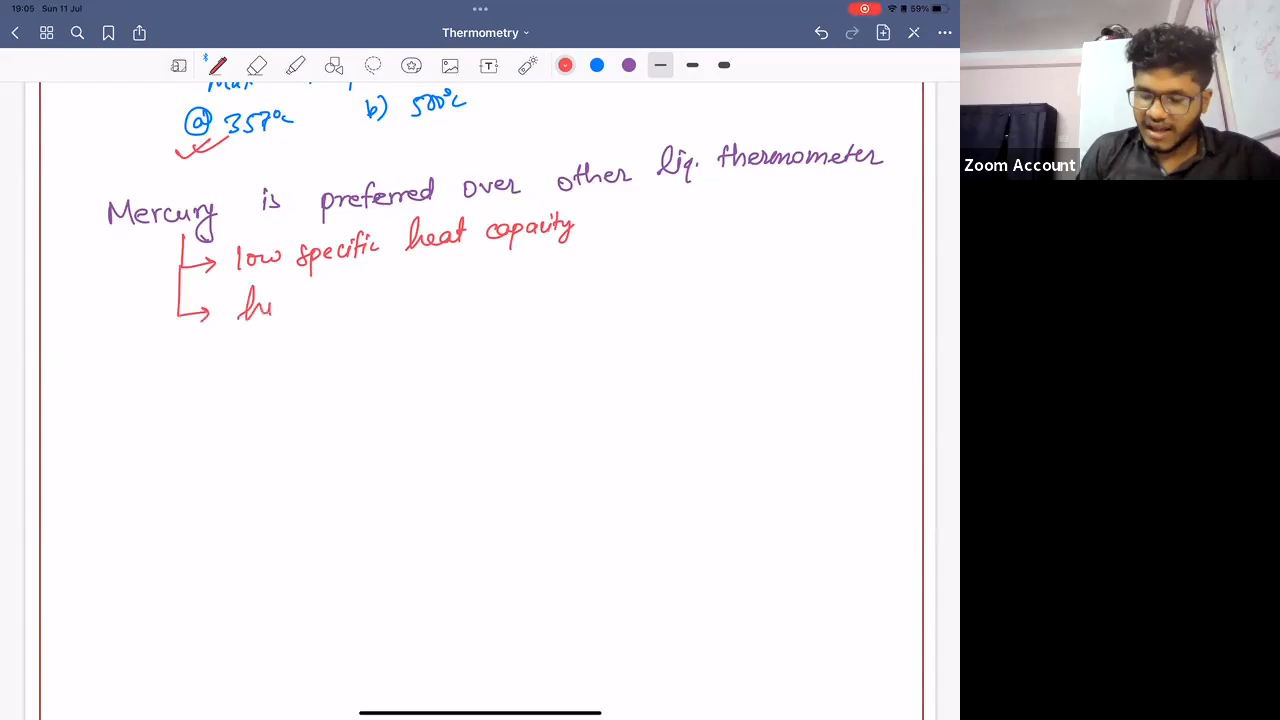 19:05 Sun 11 Jul
59%
Thermometry
T
a) 357°c b) 500°c
Mercury is preferred over other liq. thermometer
low specific heat capacity
Zoom Account